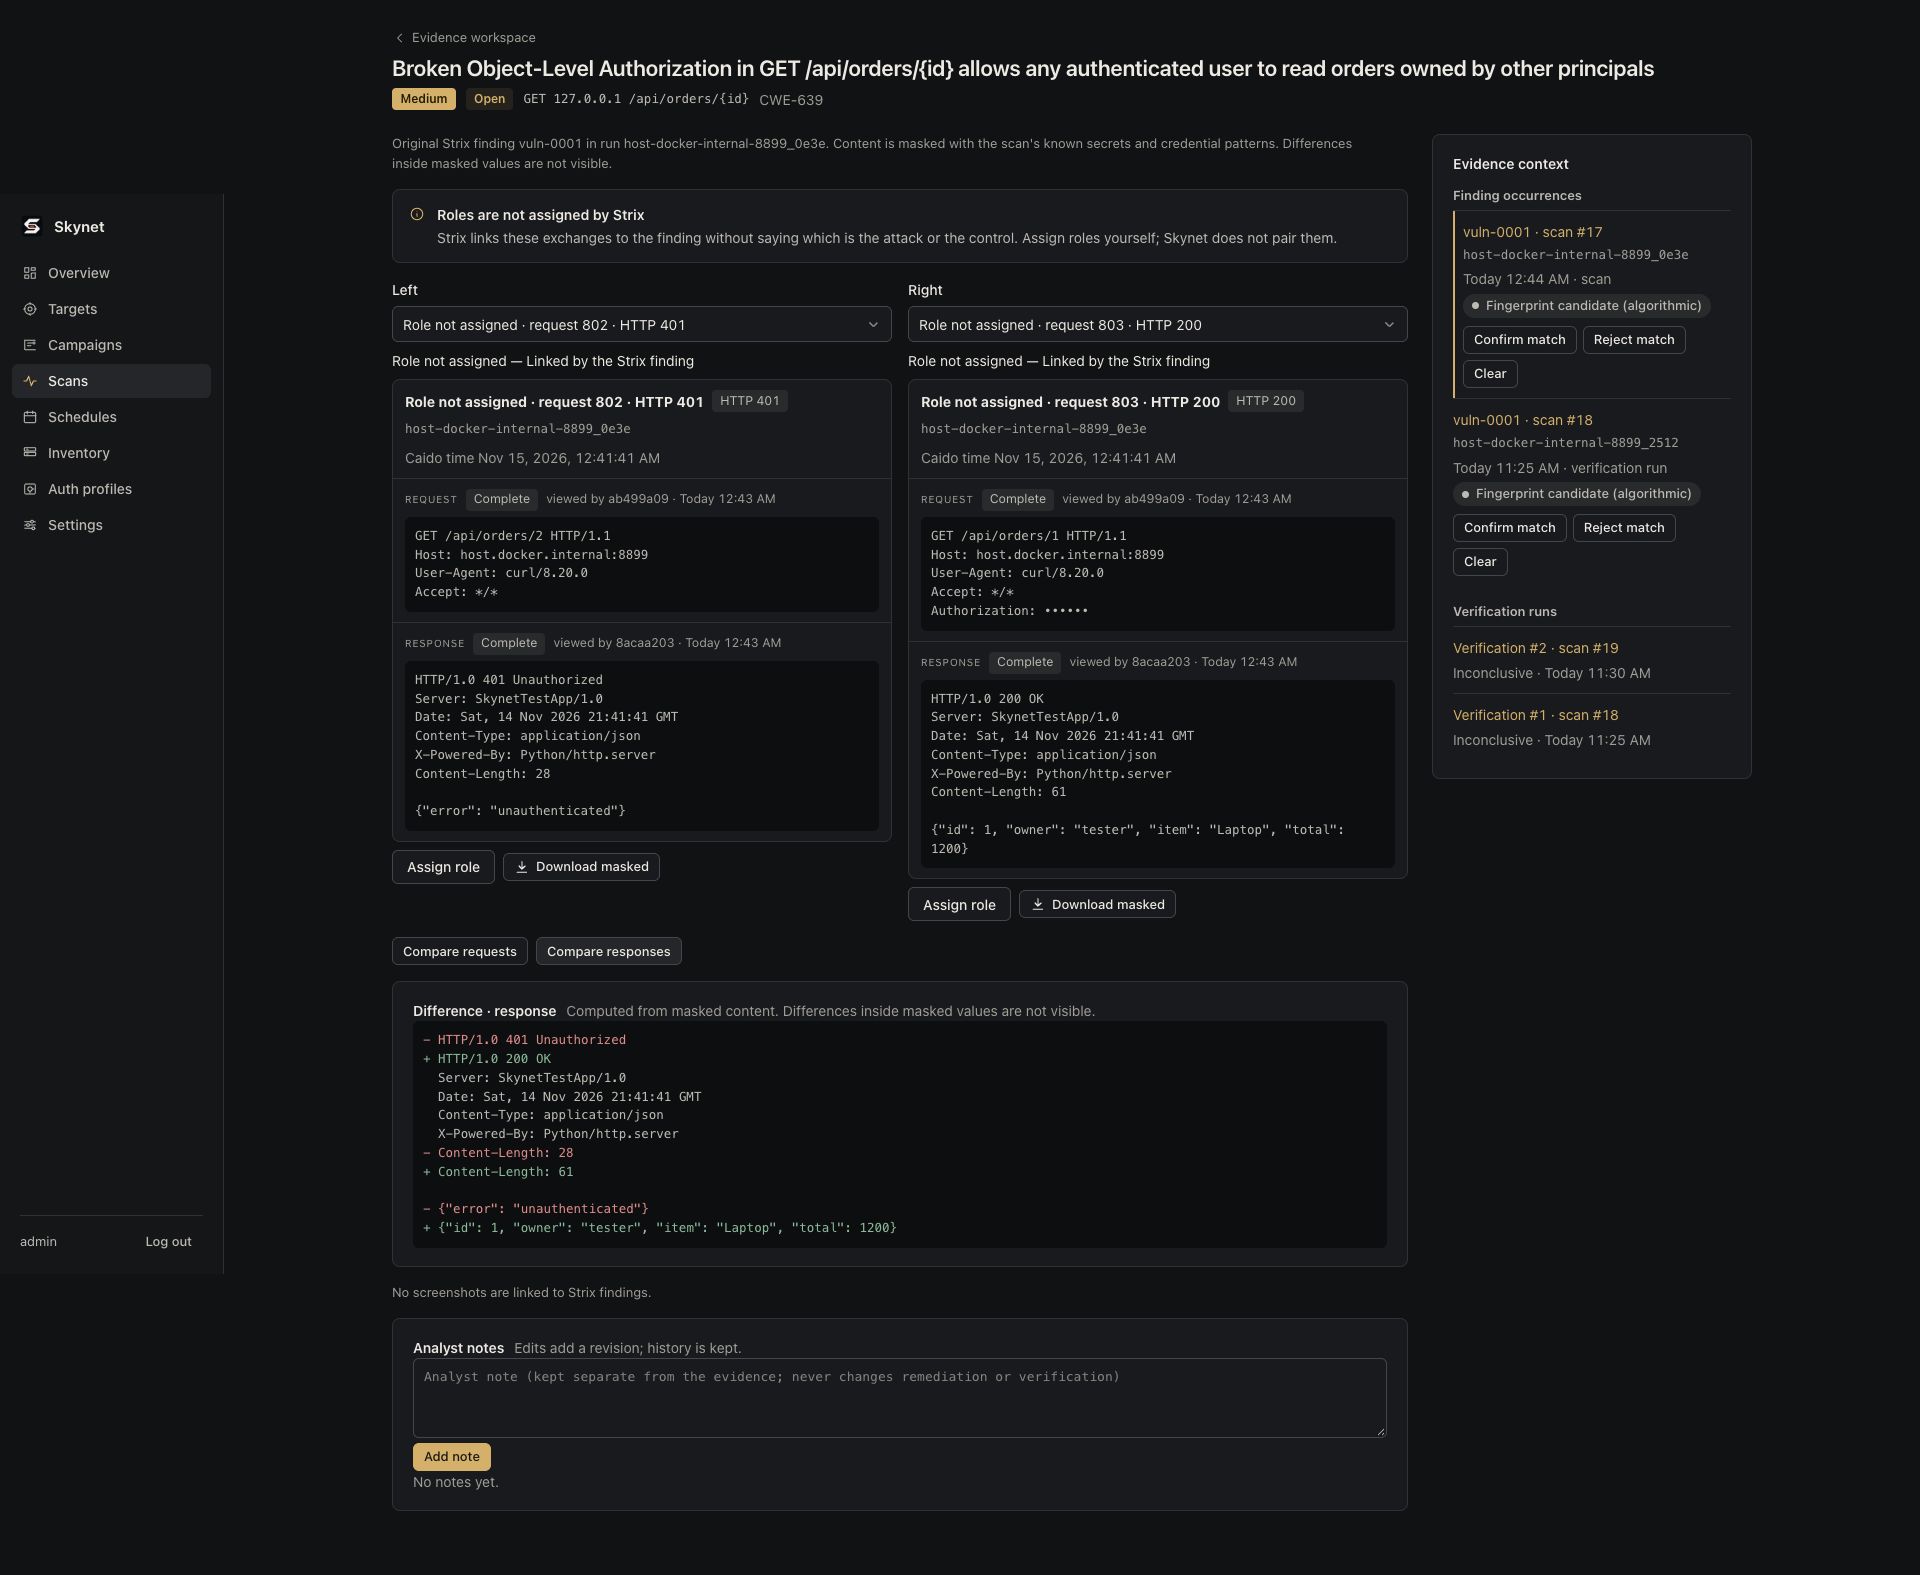 Evidence workspace
Broken Object-Level Authorization in GET /api/orders/{id} allows any authenticated user to read orders owned by other principals
Medium Open GET 127.0.0.1 /api/orders/{id} CWE-639
Original Strix finding vuln-0001 in run host-docker-internal-8899_0e3e. Content is masked with the scan's known secrets and credential patterns. Differences
inside masked values are not visible.
Skynet
Overview
Targets
Campaigns
Scans
Schedules
Inventory
Auth profiles
Settings
admin Log out
Roles are not assigned by Strix
Strix links these exchanges to the finding without saying which is the attack or the control. Assign roles yourself; Skynet does not pair them.
Left
Role not assigned · request 802 · HTTP 401
Role not assigned — Linked by the Strix finding
Role not assigned · request 802 · HTTP 401 HTTP 401
host-docker-internal-8899_0e3e
Caido time Nov 15, 2026, 12:41:41 AM
REQUEST Complete viewed by ab499a09 · Today 12:43 AM
GET /api/orders/2 HTTP/1.1
Host: host.docker.internal:8899
User-Agent: curl/8.20.0
Accept: */*
RESPONSE Complete viewed by 8acaa203 · Today 12:43 AM
HTTP/1.0 401 Unauthorized
Server: SkynetTestApp/1.0
Date: Sat, 14 Nov 2026 21:41:41 GMT
Content-Type: application/json
X-Powered-By: Python/http.server
Content-Length: 28
{"error": "unauthenticated"}
Assign role Download masked
Right
Role not assigned · request 803 · HTTP 200
Role not assigned — Linked by the Strix finding
Role not assigned · request 803 · HTTP 200 HTTP 200
host-docker-internal-8899_0e3e
Caido time Nov 15, 2026, 12:41:41 AM
REQUEST Complete viewed by ab499a09 · Today 12:43 AM
GET /api/orders/1 HTTP/1.1
Host: host.docker.internal:8899
User-Agent: curl/8.20.0
Accept: */*
Authorization: ••••••
RESPONSE Complete viewed by 8acaa203 · Today 12:43 AM
HTTP/1.0 200 OK
Server: SkynetTestApp/1.0
Date: Sat, 14 Nov 2026 21:41:41 GMT
Content-Type: application/json
X-Powered-By: Python/http.server
Content-Length: 61
{"id": 1, "owner": "tester", "item": "Laptop", "total":
1200}
Assign role Download masked
Compare requests Compare responses
Difference · response Computed from masked content. Differences inside masked values are not visible.
- HTTP/1.0 401 Unauthorized
+ HTTP/1.0 200 OK
Server: SkynetTestApp/1.0
Date: Sat, 14 Nov 2026 21:41:41 GMT
Content-Type: application/json
X-Powered-By: Python/http.server
- Content-Length: 28
+ Content-Length: 61
- {"error": "unauthenticated"}
+ {"id": 1, "owner": "tester", "item": "Laptop", "total": 1200}
No screenshots are linked to Strix findings.
Analyst notes Edits add a revision; history is kept.
Analyst note (kept separate from the evidence; never changes remediation or verification)
Add note
No notes yet.
Evidence context
Finding occurrences
vuln-0001 · scan #17
host-docker-internal-8899_0e3e
Today 12:44 AM · scan
Fingerprint candidate (algorithmic)
Confirm match Reject match
Clear
vuln-0001 · scan #18
host-docker-internal-8899_2512
Today 11:25 AM · verification run
Fingerprint candidate (algorithmic)
Confirm match Reject match
Clear
Verification runs
Verification #2 · scan #19
Inconclusive · Today 11:30 AM
Verification #1 · scan #18
Inconclusive · Today 11:25 AM